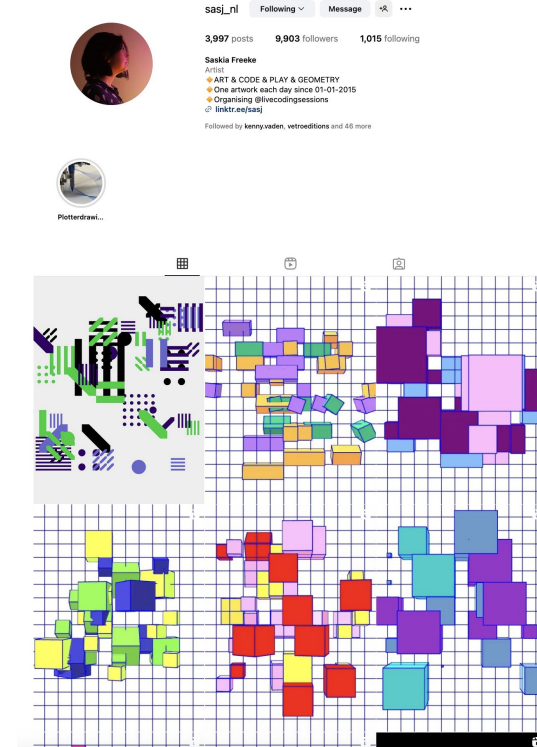 sasj_nl Following Message
3,997 posts 9,903 followers 1,015 following
Saskia Freeke
Artist
🔸ART & CODE & PLAY & GEOMETRY
🔸One artwork each day since 01-01-2015
🔸Organising @livecodingsessions
linktr.ee/sasj
Followed by kenny.vaden, vetroeditions and 46 more
Plotterdrawi...